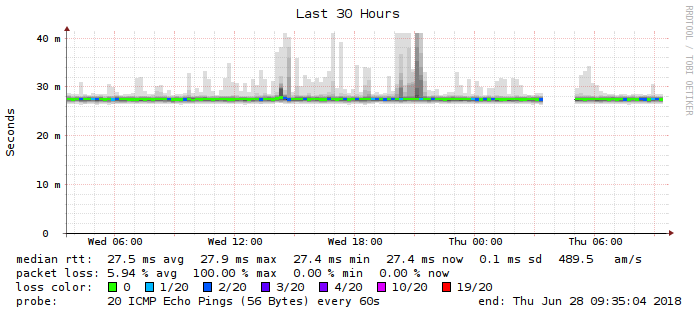 Last 30 Hours
RRDTOOL / TOBI OETIKER
Seconds
40 m
30 m
20 m
10 m
0
Wed 06:00 Wed 12:00 Wed 18:00 Thu 00:00 Thu 06:00
median rtt: 27.5 ms avg 27.9 ms max 27.4 ms min 27.4 ms now 0.1 ms sd 489.5 am/s
packet loss: 5.94 % avg 100.00 % max 0.00 % min 0.00 % now
loss color: 0 1/20 2/20 3/20 4/20 10/20 19/20
probe: 20 ICMP Echo Pings (56 Bytes) every 60s end: Thu Jun 28 09:35:04 2018